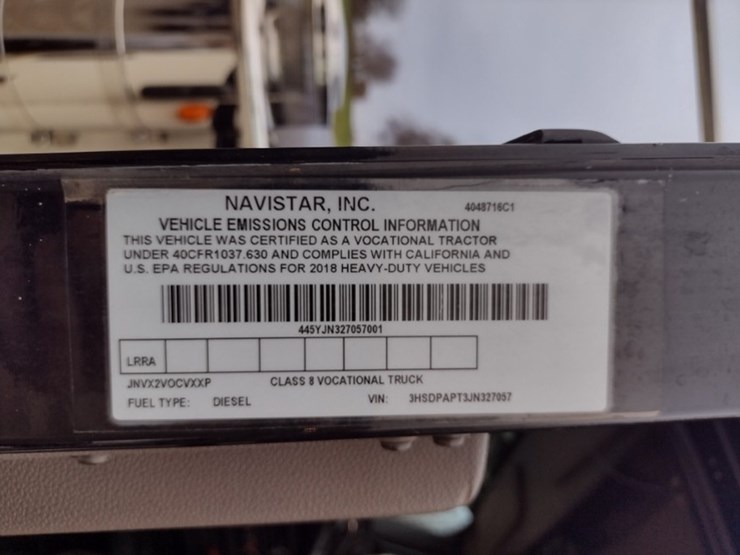 NAVISTAR, INC.
4048716C1
VEHICLE EMISSIONS CONTROL INFORMATION
THIS VEHICLE WAS CERTIFIED AS A VOCATIONAL TRACTOR
UNDER 40CFR1037.630 AND COMPLIES WITH CALIFORNIA AND
U.S. EPA REGULATIONS FOR 2018 HEAVY-DUTY VEHICLES
445YJN327057001
LRRA
JNVX2VOCVXXP CLASS 8 VOCATIONAL TRUCK
FUEL TYPE: DIESEL VIN: 3HSDPAPT3JN327057